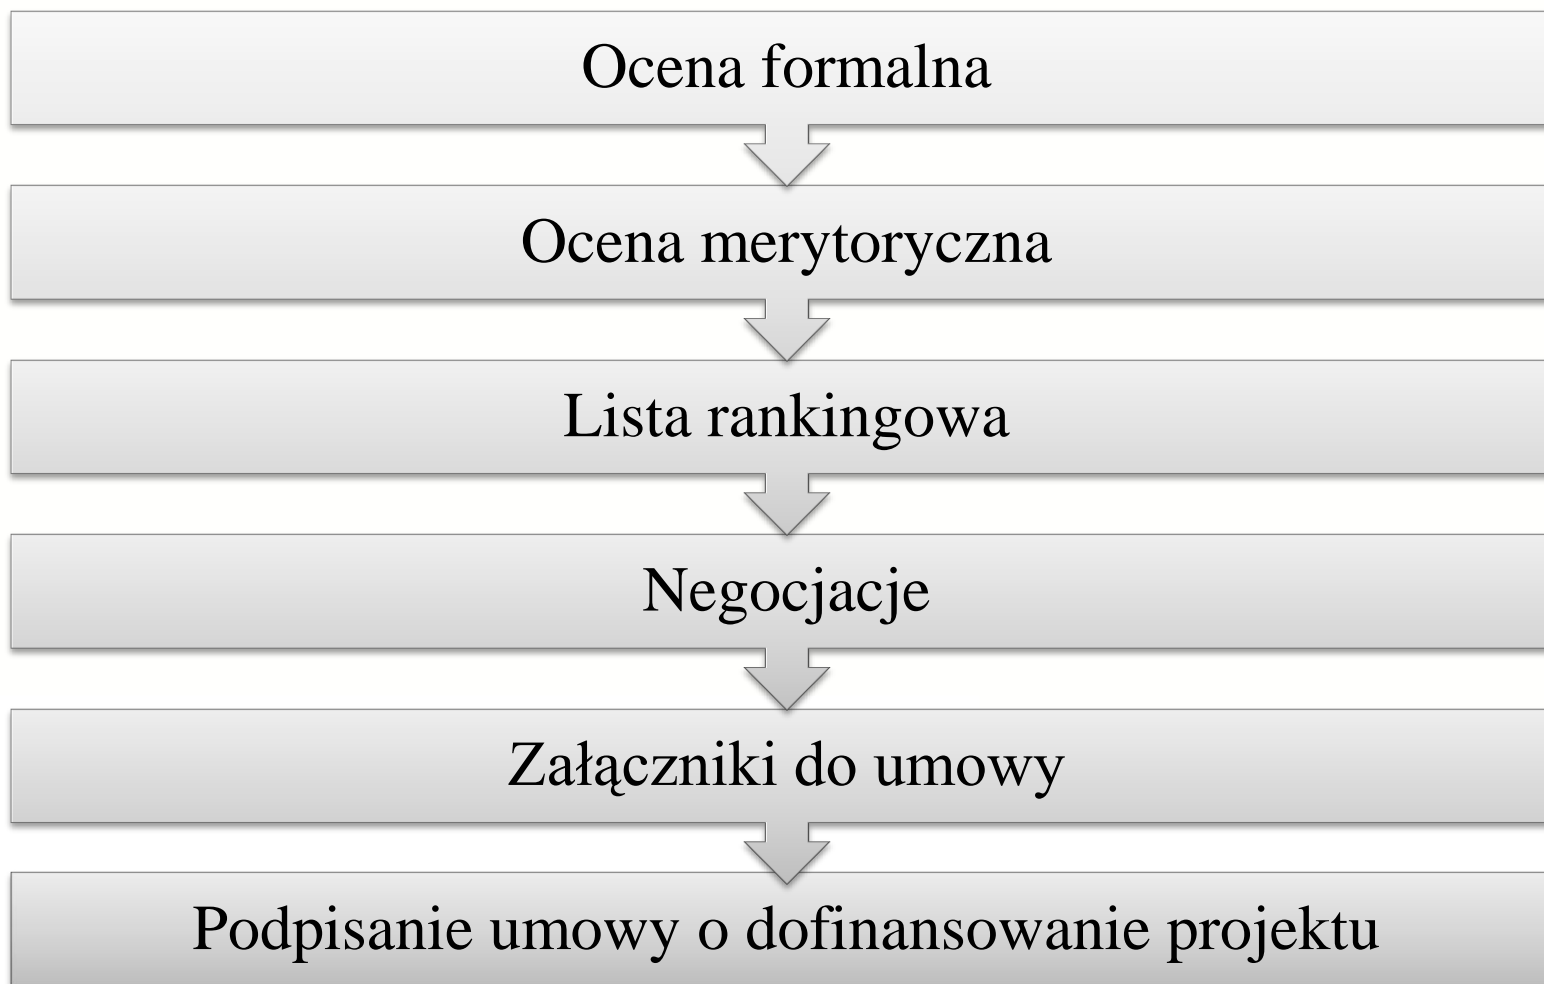 Ocena formalna
Ocena merytoryczna
Lista rankingowa
Negocjacje
Załączniki do umowy
Podpisanie umowy o dofinansowanie projektu